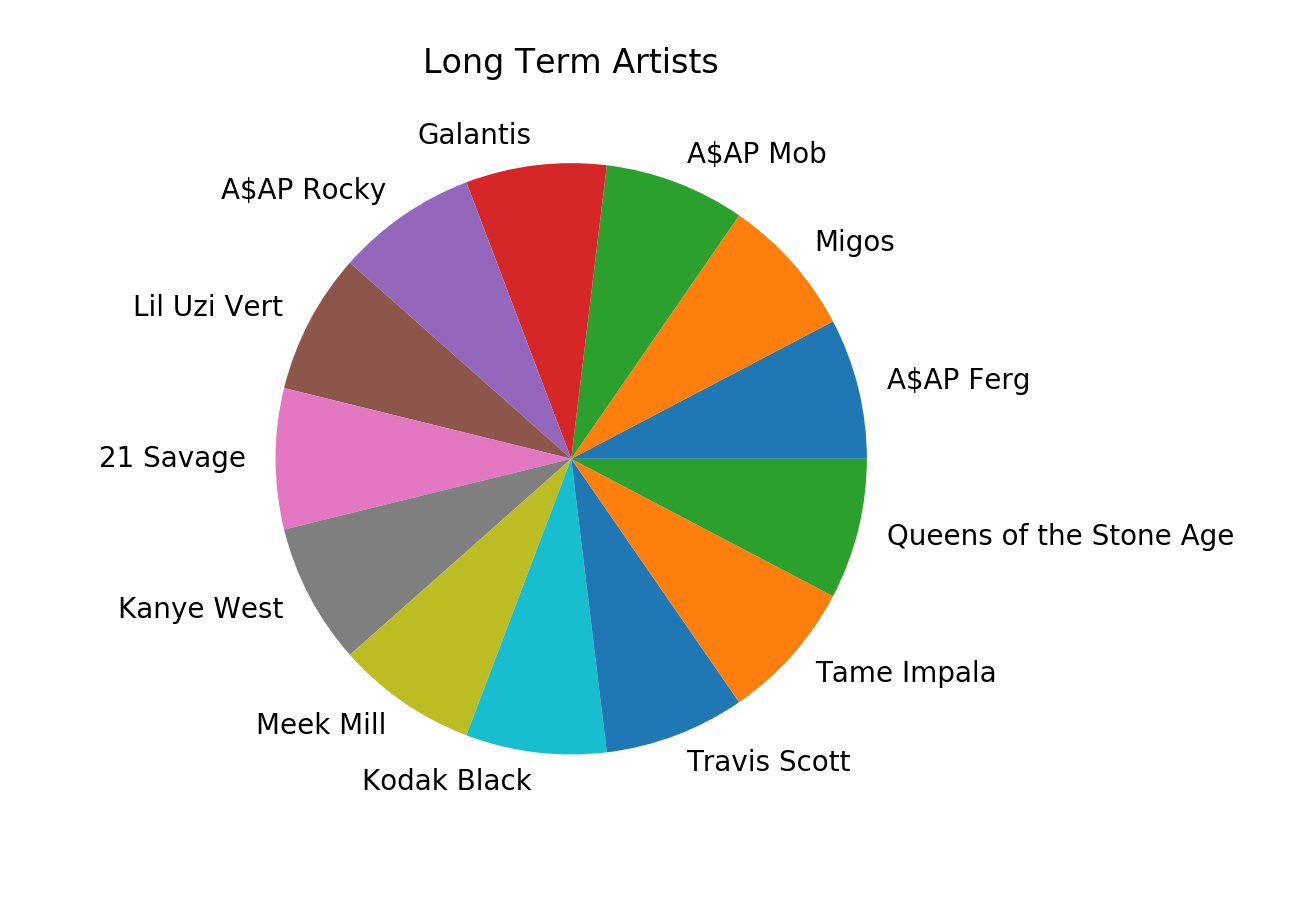 Long Term Artists
Galantis
A$AP Mob
A$AP Rocky
Migos
Lil Uzi Vert
A$AP Ferg
21 Savage
Queens of the Stone Age
Kanye West
Tame Impala
Meek Mill
Travis Scott
Kodak Black